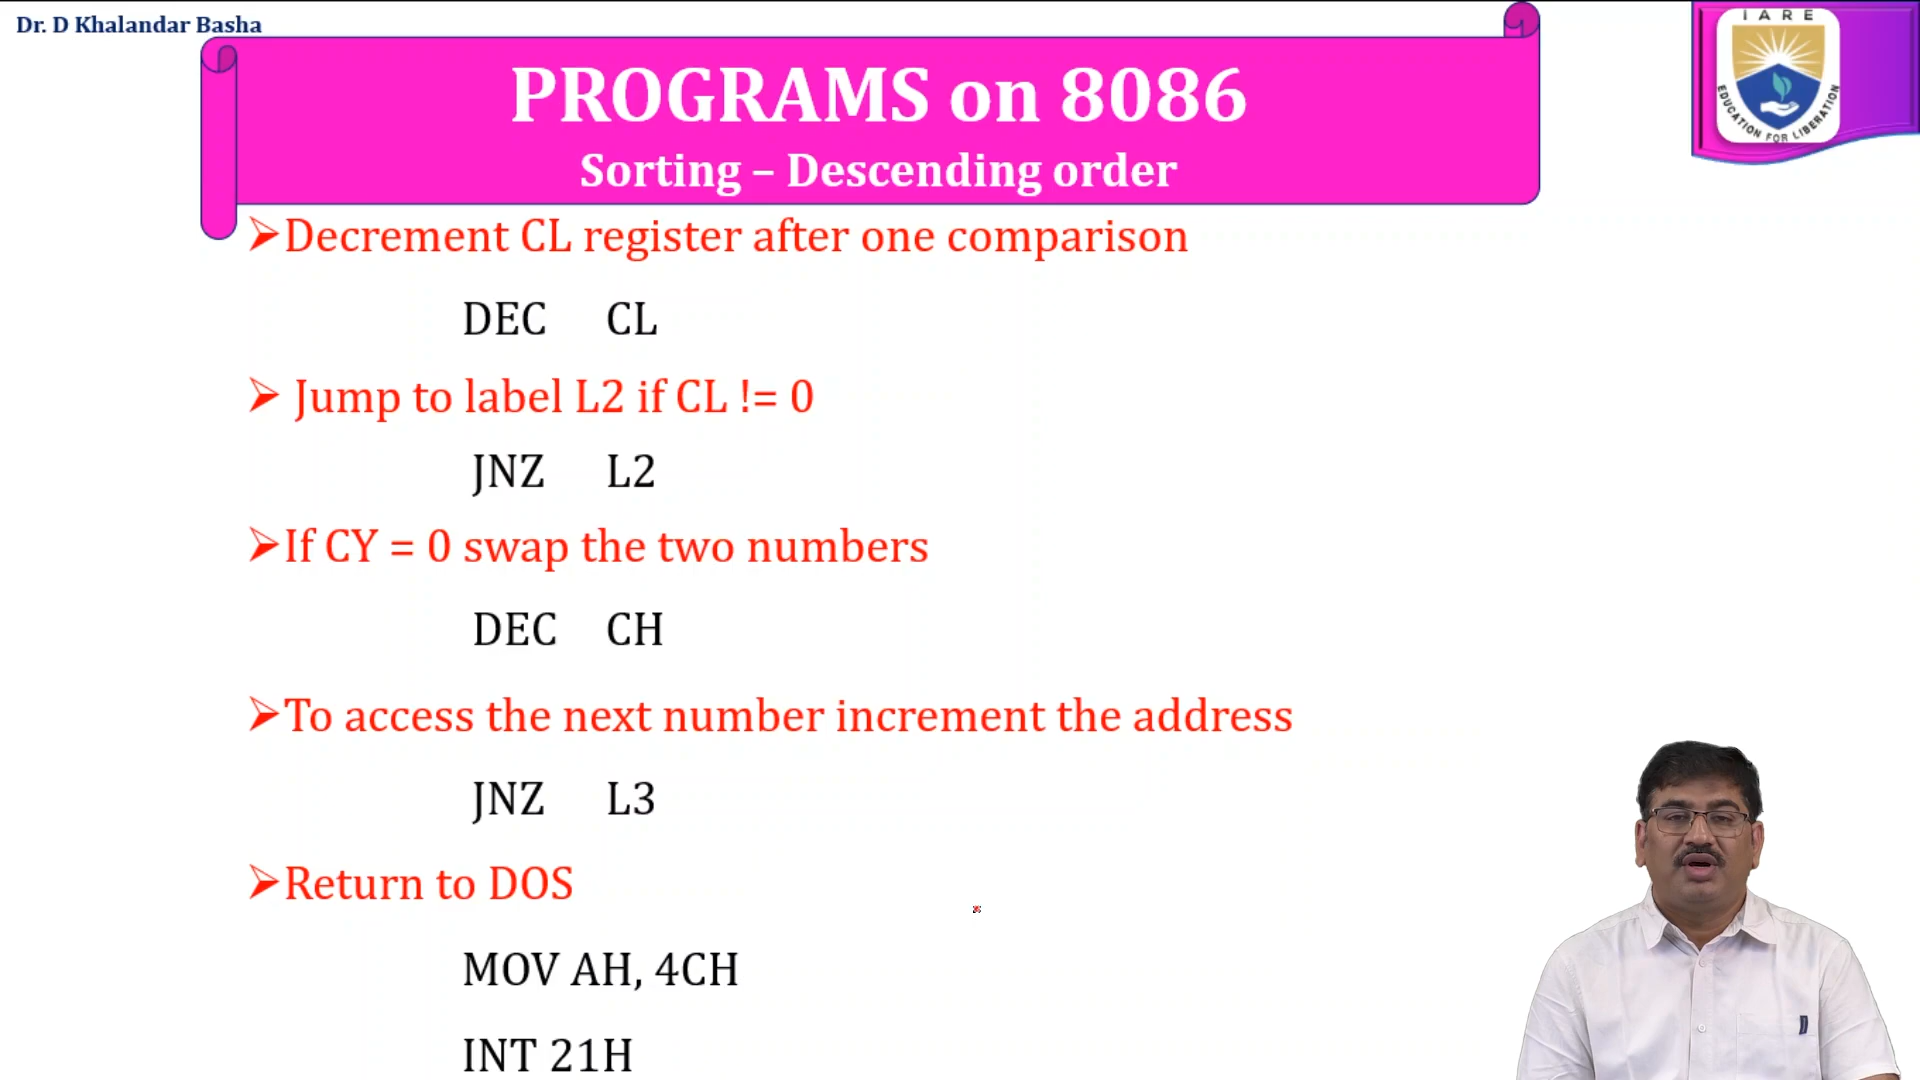 Dr. D Khalandar Basha
IARE
EDUCATION FOR LIBERATION
PROGRAMS on 8086
Sorting – Descending order
➢Decrement CL register after one comparison
DEC CL
➢ Jump to label L2 if CL != 0
JNZ L2
➢If CY = 0 swap the two numbers
DEC CH
➢To access the next number increment the address
JNZ L3
➢Return to DOS
MOV AH, 4CH
INT 21H